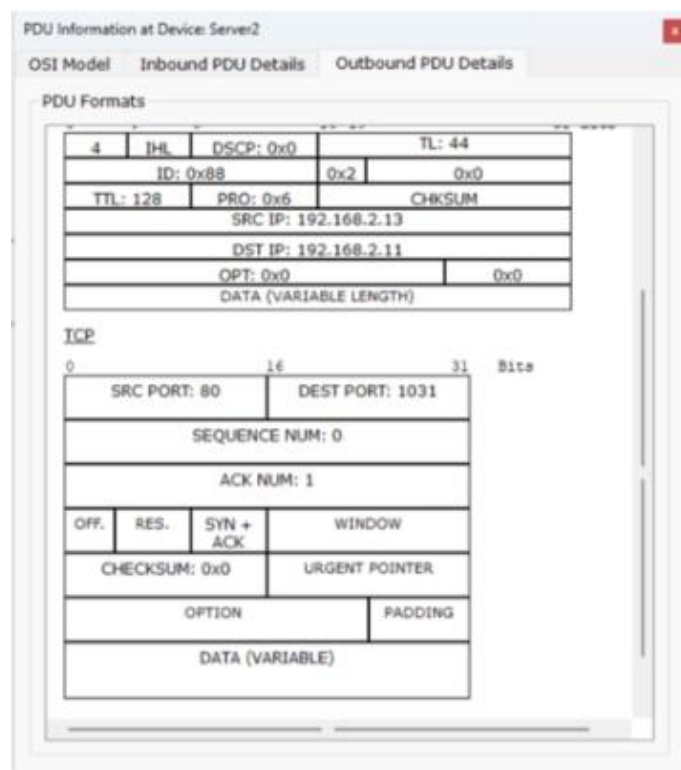 PDU Information at Device: Server2
x
OSI Model Inbound PDU Details Outbound PDU Details
PDU Formats
4 IHL DSCP: 0x0 TL: 44
ID: 0x88 0x2 0x0
TTL: 128 PRO: 0x6 CHKSUM
SRC IP: 192.168.2.13
DST IP: 192.168.2.11
OPT: 0x0 0x0
DATA (VARIABLE LENGTH)
TCP
0 16 31 Bits
SRC PORT: 80 DEST PORT: 1031
SEQUENCE NUM: 0
ACK NUM: 1
OFF. RES. SYN + WINDOW
ACK
CHECKSUM: 0x0 URGENT POINTER
OPTION PADDING
DATA (VARIABLE)